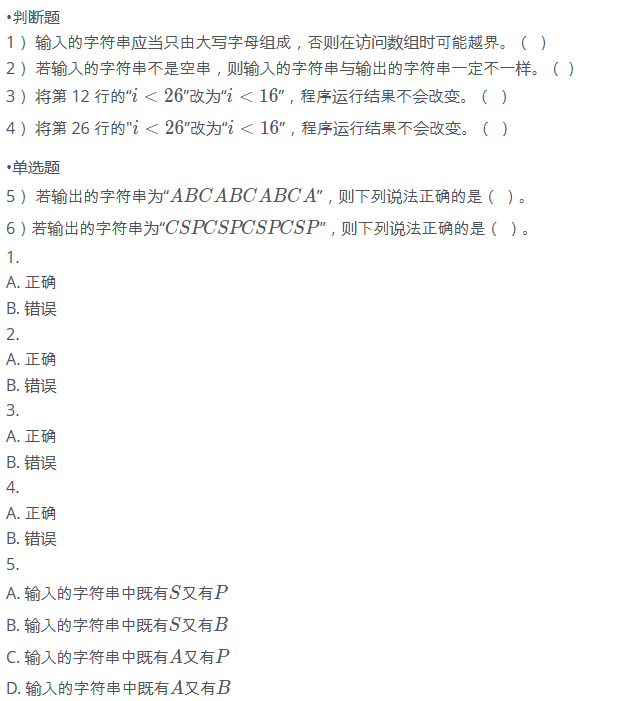 •判断题
1 ）输入的字符串应当只由大写字母组成，否则在访问数组时可能越界。（ ）
2 ）若输入的字符串不是空串，则输入的字符串与输出的字符串一定不一样。（ ）
3 ）将第 12 行的“i < 26”改为“i < 16”，程序运行结果不会改变。（ ）
4 ）将第 26 行的"i < 26”改为“i < 16”，程序运行结果不会改变。（ ）
•单选题
5 ）若输出的字符串为“ABCABCABCA”，则下列说法正确的是（ ）。
6 ）若输出的字符串为“CSPCSPCSPCSP”，则下列说法正确的是（ ）。
1.
A. 正确
B. 错误
2.
A. 正确
B. 错误
3.
A. 正确
B. 错误
4.
A. 正确
B. 错误
5.
A. 输入的字符串中既有S又有P
B. 输入的字符串中既有S又有B
C. 输入的字符串中既有A又有P
D. 输入的字符串中既有A又有B